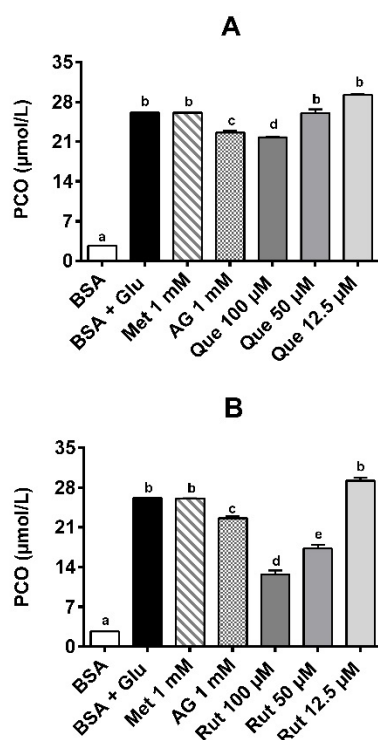 A
PCO (µmol/L)
35
28
21
14
7
0
a
b
b
c
d
b
b
BSA
BSA + Glu
Met 1 mM
AG 1 mM
Que 100 µM
Que 50 µM
Que 12.5 µM
B
PCO (µmol/L)
35
28
21
14
7
0
a
b
b
c
d
e
b
BSA
BSA + Glu
Met 1 mM
AG 1 mM
Rut 100 µM
Rut 50 µM
Rut 12.5 µM